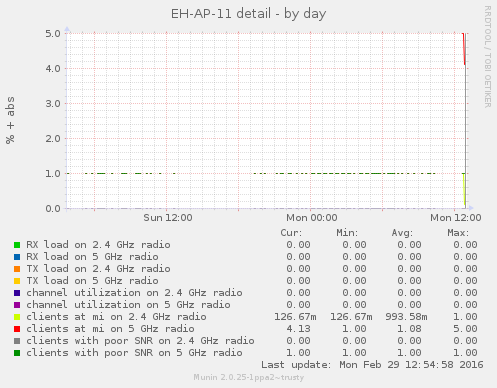 EH-AP-11 detail - by day
RRDTOOL / TOBI OETIKER
% + abs
5.0
4.0
3.0
2.0
1.0
0.0
Sun 12:00 Mon 00:00 Mon 12:00
Cur: Min: Avg: Max:
RX load on 2.4 GHz radio 0.00 0.00 0.00 0.00
RX load on 5 GHz radio 0.00 0.00 0.00 0.00
TX load on 2.4 GHz radio 0.00 0.00 0.00 0.00
TX load on 5 GHz radio 0.00 0.00 0.00 0.00
channel utilization on 2.4 GHz radio 0.00 0.00 0.00 0.00
channel utilization on 5 GHz radio 0.00 0.00 0.00 0.00
clients at mi on 2.4 GHz radio 126.67m 126.67m 993.58m 1.00
clients at mi on 5 GHz radio 4.13 1.00 1.08 5.00
clients with poor SNR on 2.4 GHz radio 0.00 0.00 0.00 0.00
clients with poor SNR on 5 GHz radio 1.00 1.00 1.00 1.00
Last update: Mon Feb 29 12:54:58 2016
Munin 2.0.25-1ppa2~trusty